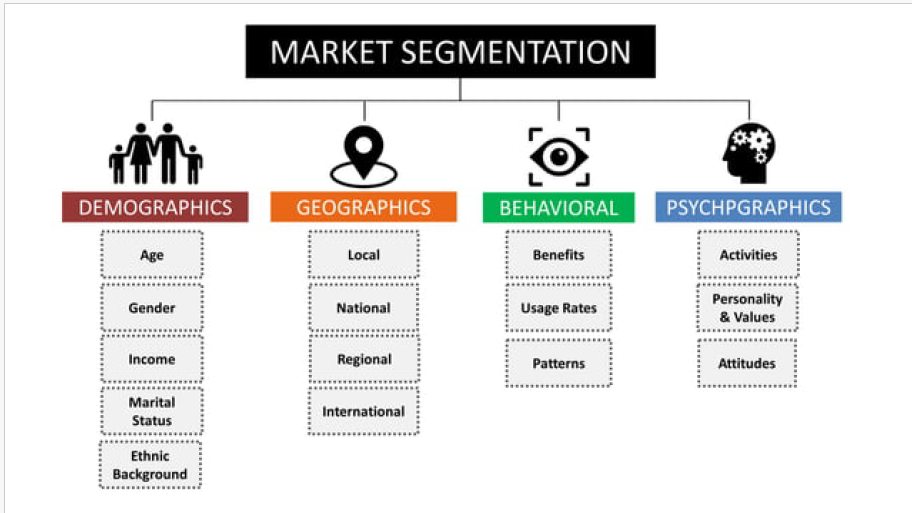 MARKET SEGMENTATION
DEMOGRAPHICS
GEOGRAPHICS
BEHAVIORAL
PSYCHPGRAPHICS
Age
Gender
Income
Marital
Status
Ethnic
Background
Local
National
Regional
International
Benefits
Usage Rates
Patterns
Activities
Personality
& Values
Attitudes